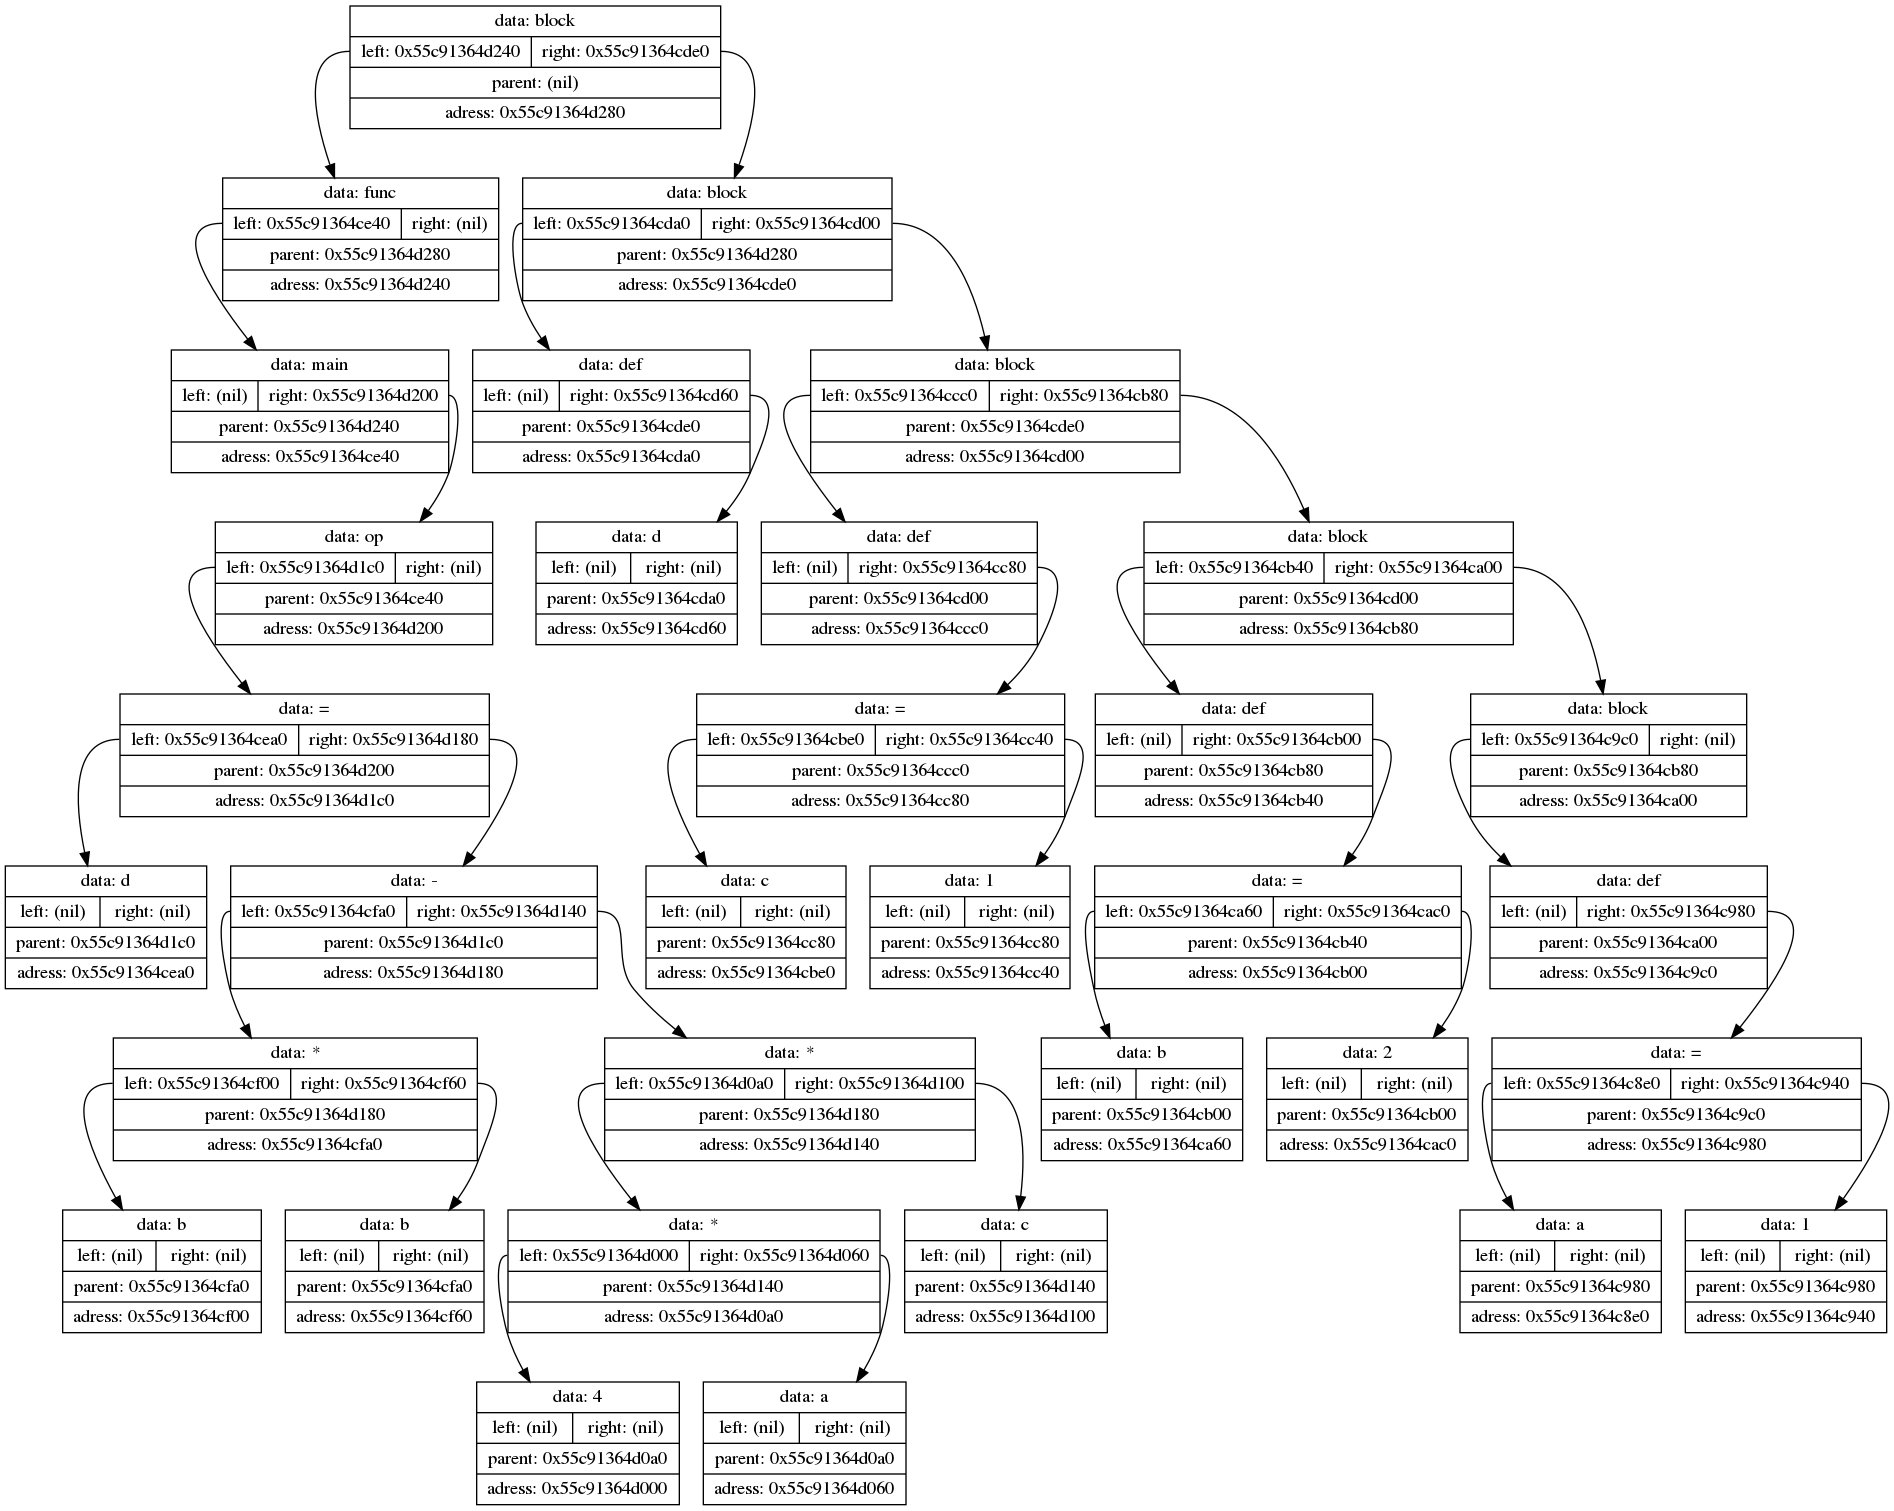 data: block
left: 0x55c91364d240 right: 0x55c91364cde0
parent: (nil)
adress: 0x55c91364d280
data: func
left: 0x55c91364ce40 right: (nil)
parent: 0x55c91364d280
adress: 0x55c91364d240
data: block
left: 0x55c91364cda0 right: 0x55c91364cd00
parent: 0x55c91364d280
adress: 0x55c91364cde0
data: main
left: (nil) right: 0x55c91364d200
parent: 0x55c91364d240
adress: 0x55c91364ce40
data: def
left: (nil) right: 0x55c91364cd60
parent: 0x55c91364cde0
adress: 0x55c91364cda0
data: block
left: 0x55c91364ccc0 right: 0x55c91364cb80
parent: 0x55c91364cde0
adress: 0x55c91364cd00
data: op
left: 0x55c91364d1c0 right: (nil)
parent: 0x55c91364ce40
adress: 0x55c91364d200
data: d
left: (nil) right: (nil)
parent: 0x55c91364cda0
adress: 0x55c91364cd60
data: def
left: (nil) right: 0x55c91364cc80
parent: 0x55c91364cd00
adress: 0x55c91364ccc0
data: block
left: 0x55c91364cb40 right: 0x55c91364ca00
parent: 0x55c91364cd00
adress: 0x55c91364cb80
data: =
left: 0x55c91364cea0 right: 0x55c91364d180
parent: 0x55c91364d200
adress: 0x55c91364d1c0
data: =
left: 0x55c91364cbe0 right: 0x55c91364cc40
parent: 0x55c91364ccc0
adress: 0x55c91364cc80
data: def
left: (nil) right: 0x55c91364cb00
parent: 0x55c91364cb80
adress: 0x55c91364cb40
data: block
left: 0x55c91364c9c0 right: (nil)
parent: 0x55c91364cb80
adress: 0x55c91364ca00
data: d
left: (nil) right: (nil)
parent: 0x55c91364d1c0
adress: 0x55c91364cea0
data: -
left: 0x55c91364cfa0 right: 0x55c91364d140
parent: 0x55c91364d1c0
adress: 0x55c91364d180
data: c
left: (nil) right: (nil)
parent: 0x55c91364cc80
adress: 0x55c91364cbe0
data: 1
left: (nil) right: (nil)
parent: 0x55c91364cc80
adress: 0x55c91364cc40
data: =
left: 0x55c91364ca60 right: 0x55c91364cac0
parent: 0x55c91364cb40
adress: 0x55c91364cb00
data: def
left: (nil) right: 0x55c91364c980
parent: 0x55c91364ca00
adress: 0x55c91364c9c0
data: *
left: 0x55c91364cf00 right: 0x55c91364cf60
parent: 0x55c91364d180
adress: 0x55c91364cfa0
data: *
left: 0x55c91364d0a0 right: 0x55c91364d100
parent: 0x55c91364d180
adress: 0x55c91364d140
data: b
left: (nil) right: (nil)
parent: 0x55c91364cb00
adress: 0x55c91364ca60
data: 2
left: (nil) right: (nil)
parent: 0x55c91364cb00
adress: 0x55c91364cac0
data: =
left: 0x55c91364c8e0 right: 0x55c91364c940
parent: 0x55c91364c9c0
adress: 0x55c91364c980
data: b
left: (nil) right: (nil)
parent: 0x55c91364cfa0
adress: 0x55c91364cf00
data: b
left: (nil) right: (nil)
parent: 0x55c91364cfa0
adress: 0x55c91364cf60
data: *
left: 0x55c91364d000 right: 0x55c91364d060
parent: 0x55c91364d140
adress: 0x55c91364d0a0
data: c
left: (nil) right: (nil)
parent: 0x55c91364d140
adress: 0x55c91364d100
data: a
left: (nil) right: (nil)
parent: 0x55c91364c980
adress: 0x55c91364c8e0
data: 1
left: (nil) right: (nil)
parent: 0x55c91364c980
adress: 0x55c91364c940
data: 4
left: (nil) right: (nil)
parent: 0x55c91364d0a0
adress: 0x55c91364d000
data: a
left: (nil) right: (nil)
parent: 0x55c91364d0a0
adress: 0x55c91364d060